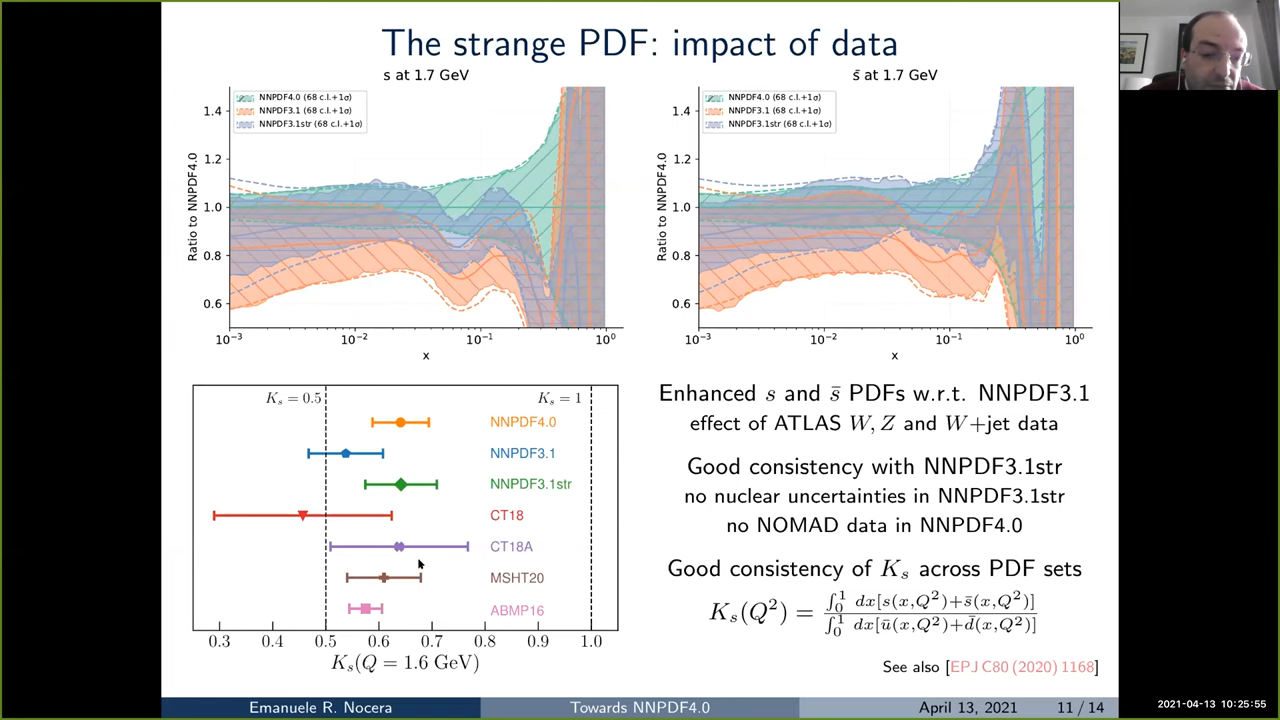 The strange PDF: impact of data
s at 1.7 GeV
NNPDF4.0 (68 c.l.+1σ)
NNPDF3.1 (68 c.l.+1σ)
NNPDF3.1str (68 c.l.+1σ)
Ratio to NNPDF4.0
1.4
1.2
1.0
0.8
0.6
10⁻³
10⁻²
10⁻¹
10⁰
x
s̄ at 1.7 GeV
NNPDF4.0 (68 c.l.+1σ)
NNPDF3.1 (68 c.l.+1σ)
NNPDF3.1str (68 c.l.+1σ)
Ratio to NNPDF4.0
1.4
1.2
1.0
0.8
0.6
10⁻³
10⁻²
10⁻¹
10⁰
x
Kₛ = 0.5
Kₛ = 1
NNPDF4.0
NNPDF3.1
NNPDF3.1str
CT18
CT18A
MSHT20
ABMP16
0.3 0.4 0.5 0.6 0.7 0.8 0.9 1.0
Kₛ(Q = 1.6 GeV)
Enhanced s and s̄ PDFs w.r.t. NNPDF3.1
effect of ATLAS W, Z and W+jet data
Good consistency with NNPDF3.1str
no nuclear uncertainties in NNPDF3.1str
no NOMAD data in NNPDF4.0
Good consistency of Kₛ across PDF sets
Kₛ(Q²) = ∫₀¹ dx[s(x,Q²)+s̄(x,Q²)] / ∫₀¹ dx[ū(x,Q²)+d̄(x,Q²)]
See also [EPJ C80 (2020) 1168]
Emanuele R. Nocera
Towards NNPDF4.0
April 13, 2021
11 / 14
2021-04-13 10:25:55